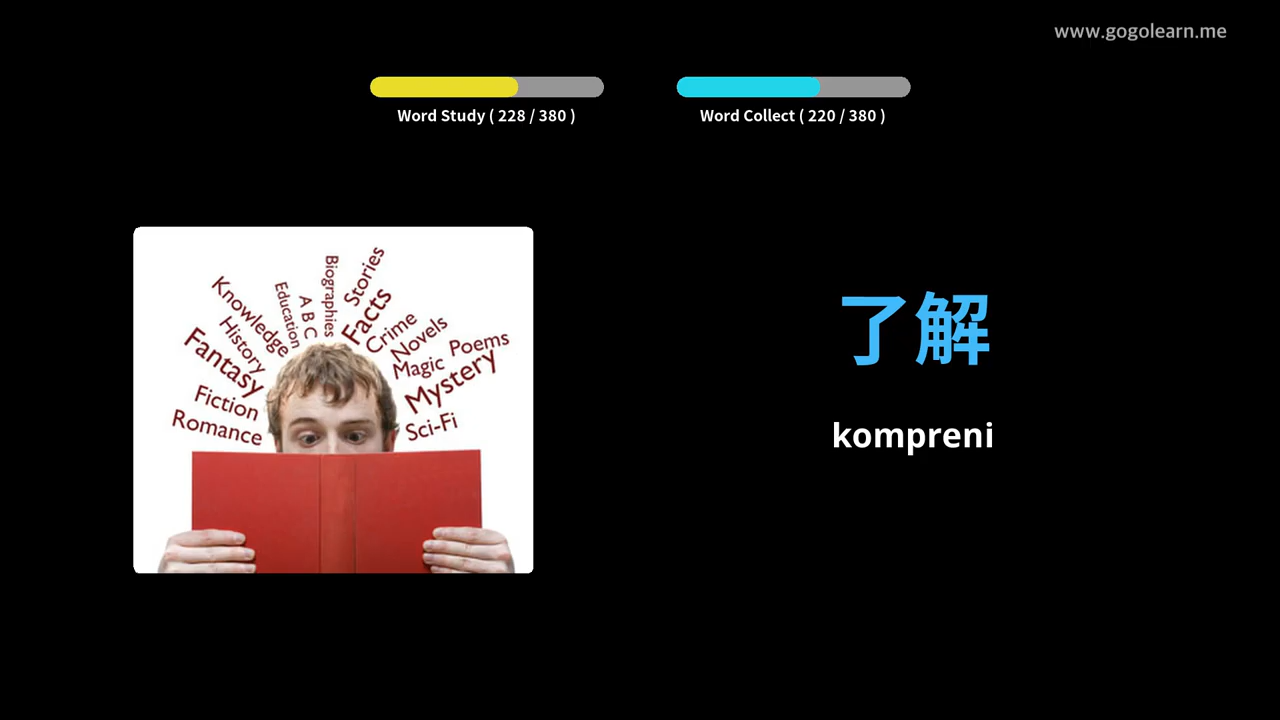 www.gogolearn.me
Word Study ( 228 / 380 )
Word Collect ( 220 / 380 )
Knowledge
Education
A B C
Biographies
Stories
Facts
History
Crime
Novels
Fantasy
Magic
Poems
Mystery
Fiction
Romance
Sci-Fi
了解
kompreni